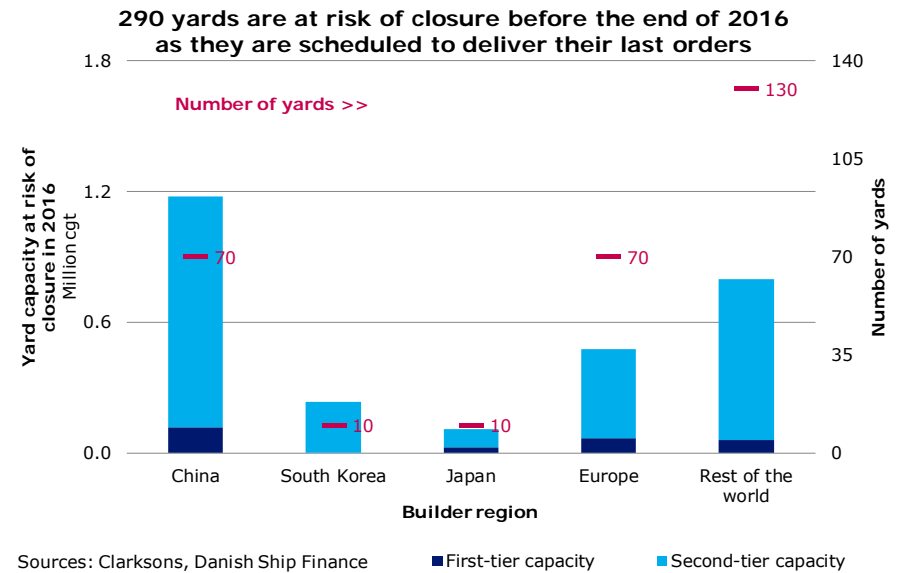 290 yards are at risk of closure before the end of 2016
as they are scheduled to deliver their last orders
1.8
140
Number of yards >>
130
105
1.2
70
70
70
0.6
35
10
10
0.0
0
Yard capacity at risk of
closure in 2016
Million cgt
Number of yards
China
South Korea
Japan
Europe
Rest of the
world
Builder region
Sources: Clarksons, Danish Ship Finance
First-tier capacity
Second-tier capacity